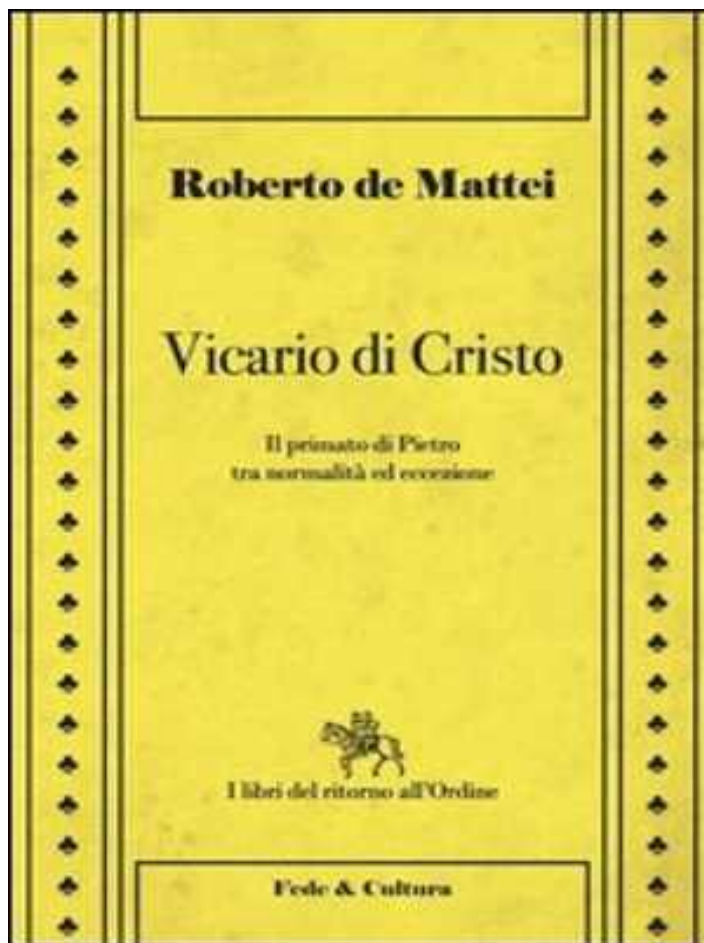 Roberto de Mattei
Vicario di Cristo
Il primato di Pietro
tra normalità ed eccezione
I libri del ritorno all'Ordine
Fede & Cultura